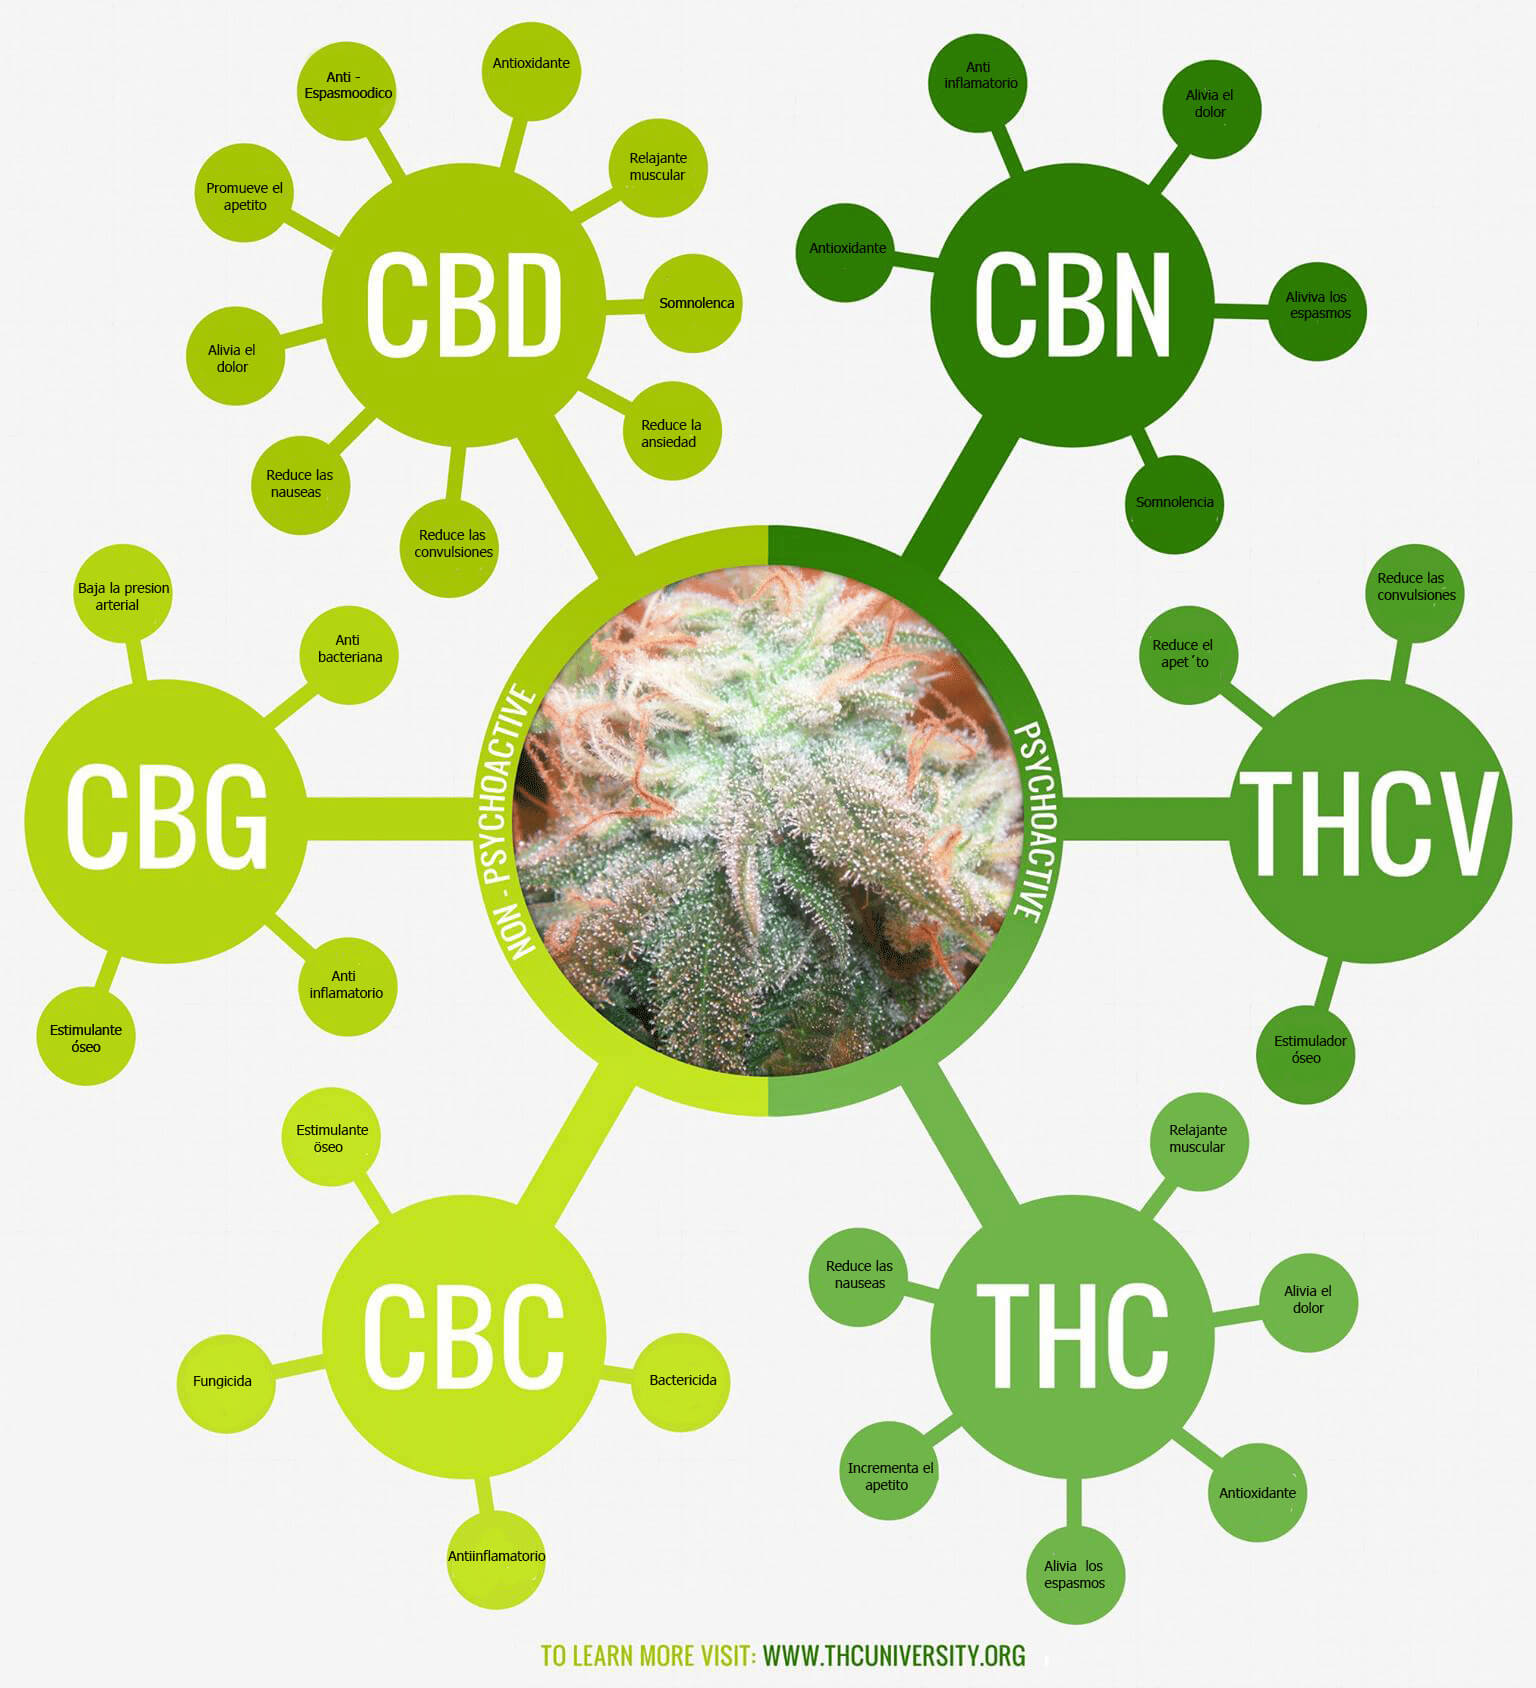 Anti -
Espasmoodico
Antioxidante
Relajante
muscular
Promueve el
apetito
Somnolenca
Alivia el
dolor
Reduce la
ansiedad
Reduce las
nauseas
Reduce las
convulsiones
CBD
Anti
inflamatorio
Alivia el
dolor
Antioxidante
Aliviva los
espasmos
Somnolencia
CBN
Baja la presion
arterial
Anti
bacteriana
CBG
Anti
inflamatorio
Estimulante
óseo
NON - PSYCHOACTIVE
PSYCHOACTIVE
Reduce las
convulsiones
Reduce el
apet´to
THCV
Estimulador
óseo
Estimulante
öseo
CBC
Fungicida
Bactericida
Antiinflamatorio
Relajante
muscular
Reduce las
nauseas
Alivia el
dolor
THC
Incrementa el
apetito
Antioxidante
Alivia los
espasmos
TO LEARN MORE VISIT: WWW.THCUNIVERSITY.ORG